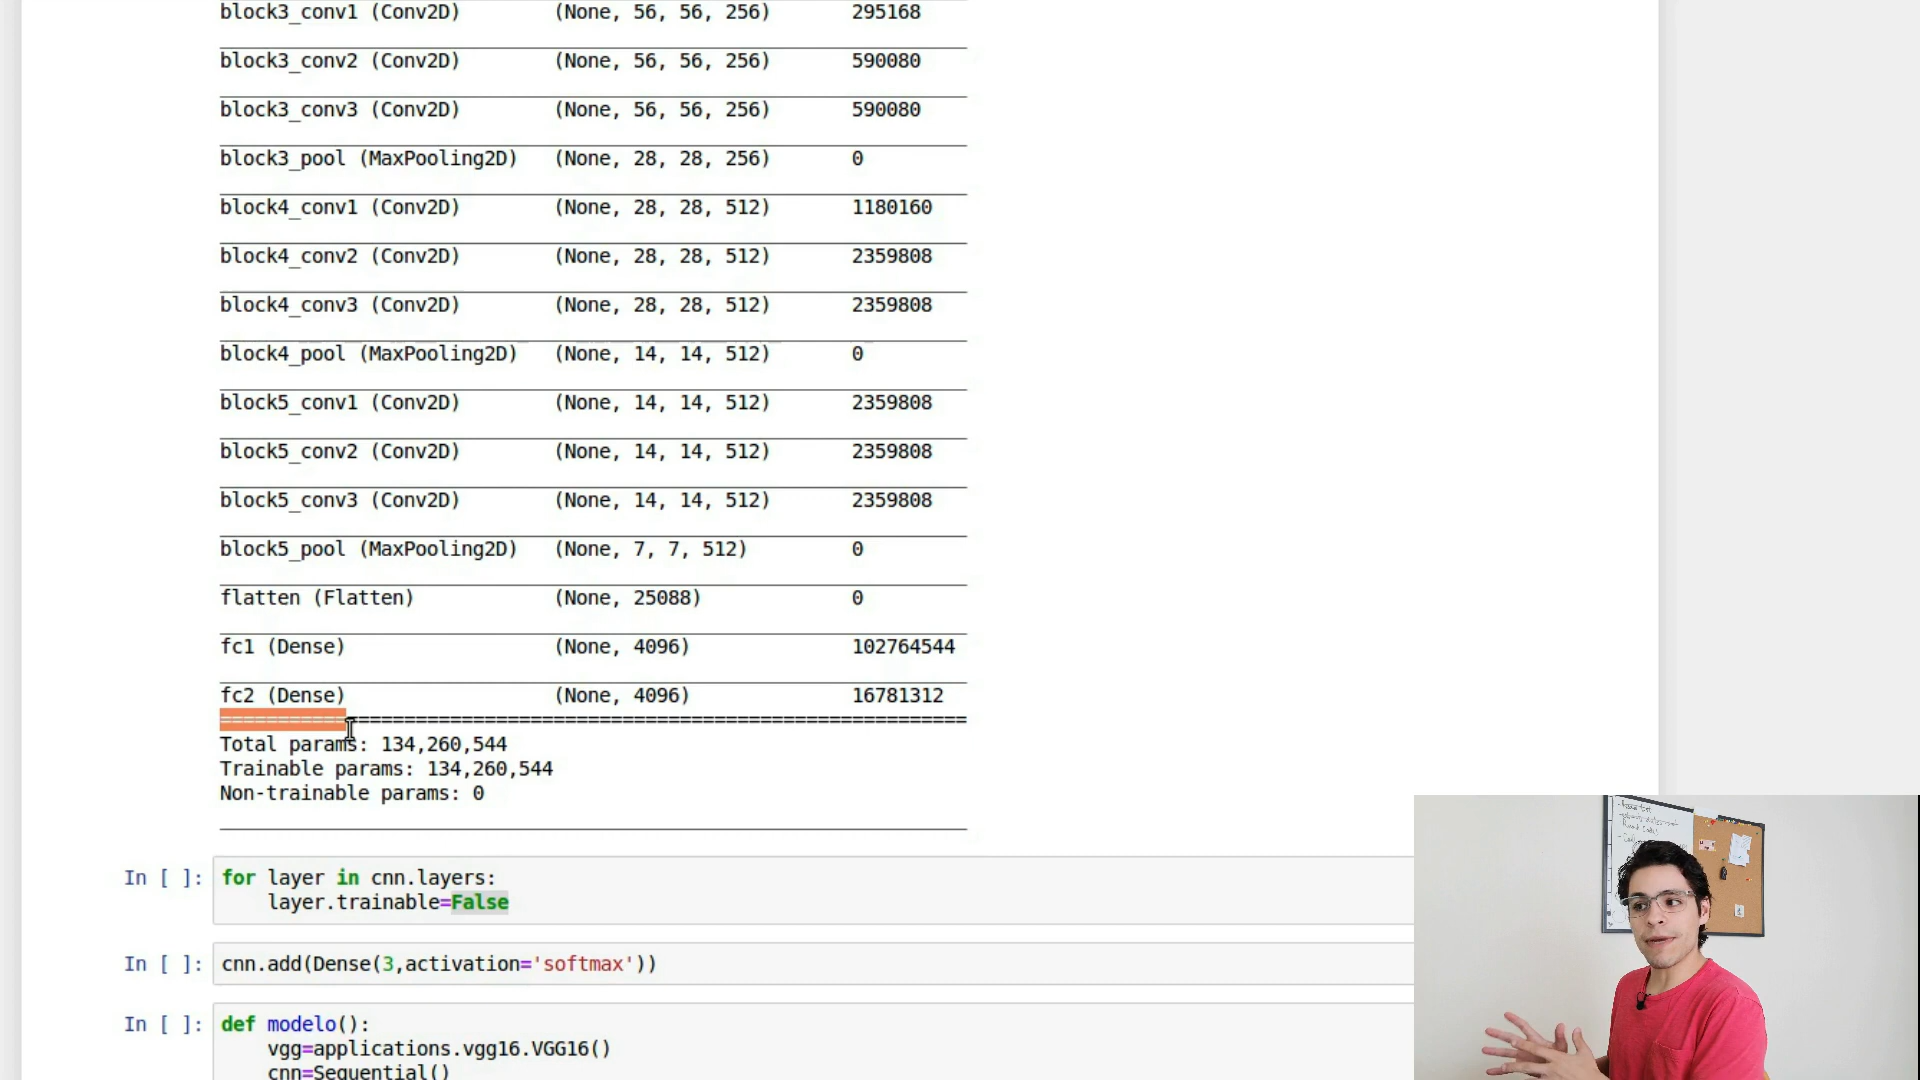 block3_conv1 (Conv2D) (None, 56, 56, 256) 295168
block3_conv2 (Conv2D) (None, 56, 56, 256) 590080
block3_conv3 (Conv2D) (None, 56, 56, 256) 590080
block3_pool (MaxPooling2D) (None, 28, 28, 256) 0
block4_conv1 (Conv2D) (None, 28, 28, 512) 1180160
block4_conv2 (Conv2D) (None, 28, 28, 512) 2359808
block4_conv3 (Conv2D) (None, 28, 28, 512) 2359808
block4_pool (MaxPooling2D) (None, 14, 14, 512) 0
block5_conv1 (Conv2D) (None, 14, 14, 512) 2359808
block5_conv2 (Conv2D) (None, 14, 14, 512) 2359808
block5_conv3 (Conv2D) (None, 14, 14, 512) 2359808
block5_pool (MaxPooling2D) (None, 7, 7, 512) 0
flatten (Flatten) (None, 25088) 0
fc1 (Dense) (None, 4096) 102764544
fc2 (Dense) (None, 4096) 16781312
Total params: 134,260,544
Trainable params: 134,260,544
Non-trainable params: 0
In [ ]: for layer in cnn.layers:
layer.trainable=False
In [ ]: cnn.add(Dense(3,activation='softmax'))
In [ ]: def modelo():
vgg=applications.vgg16.VGG16()
cnn=Sequential()